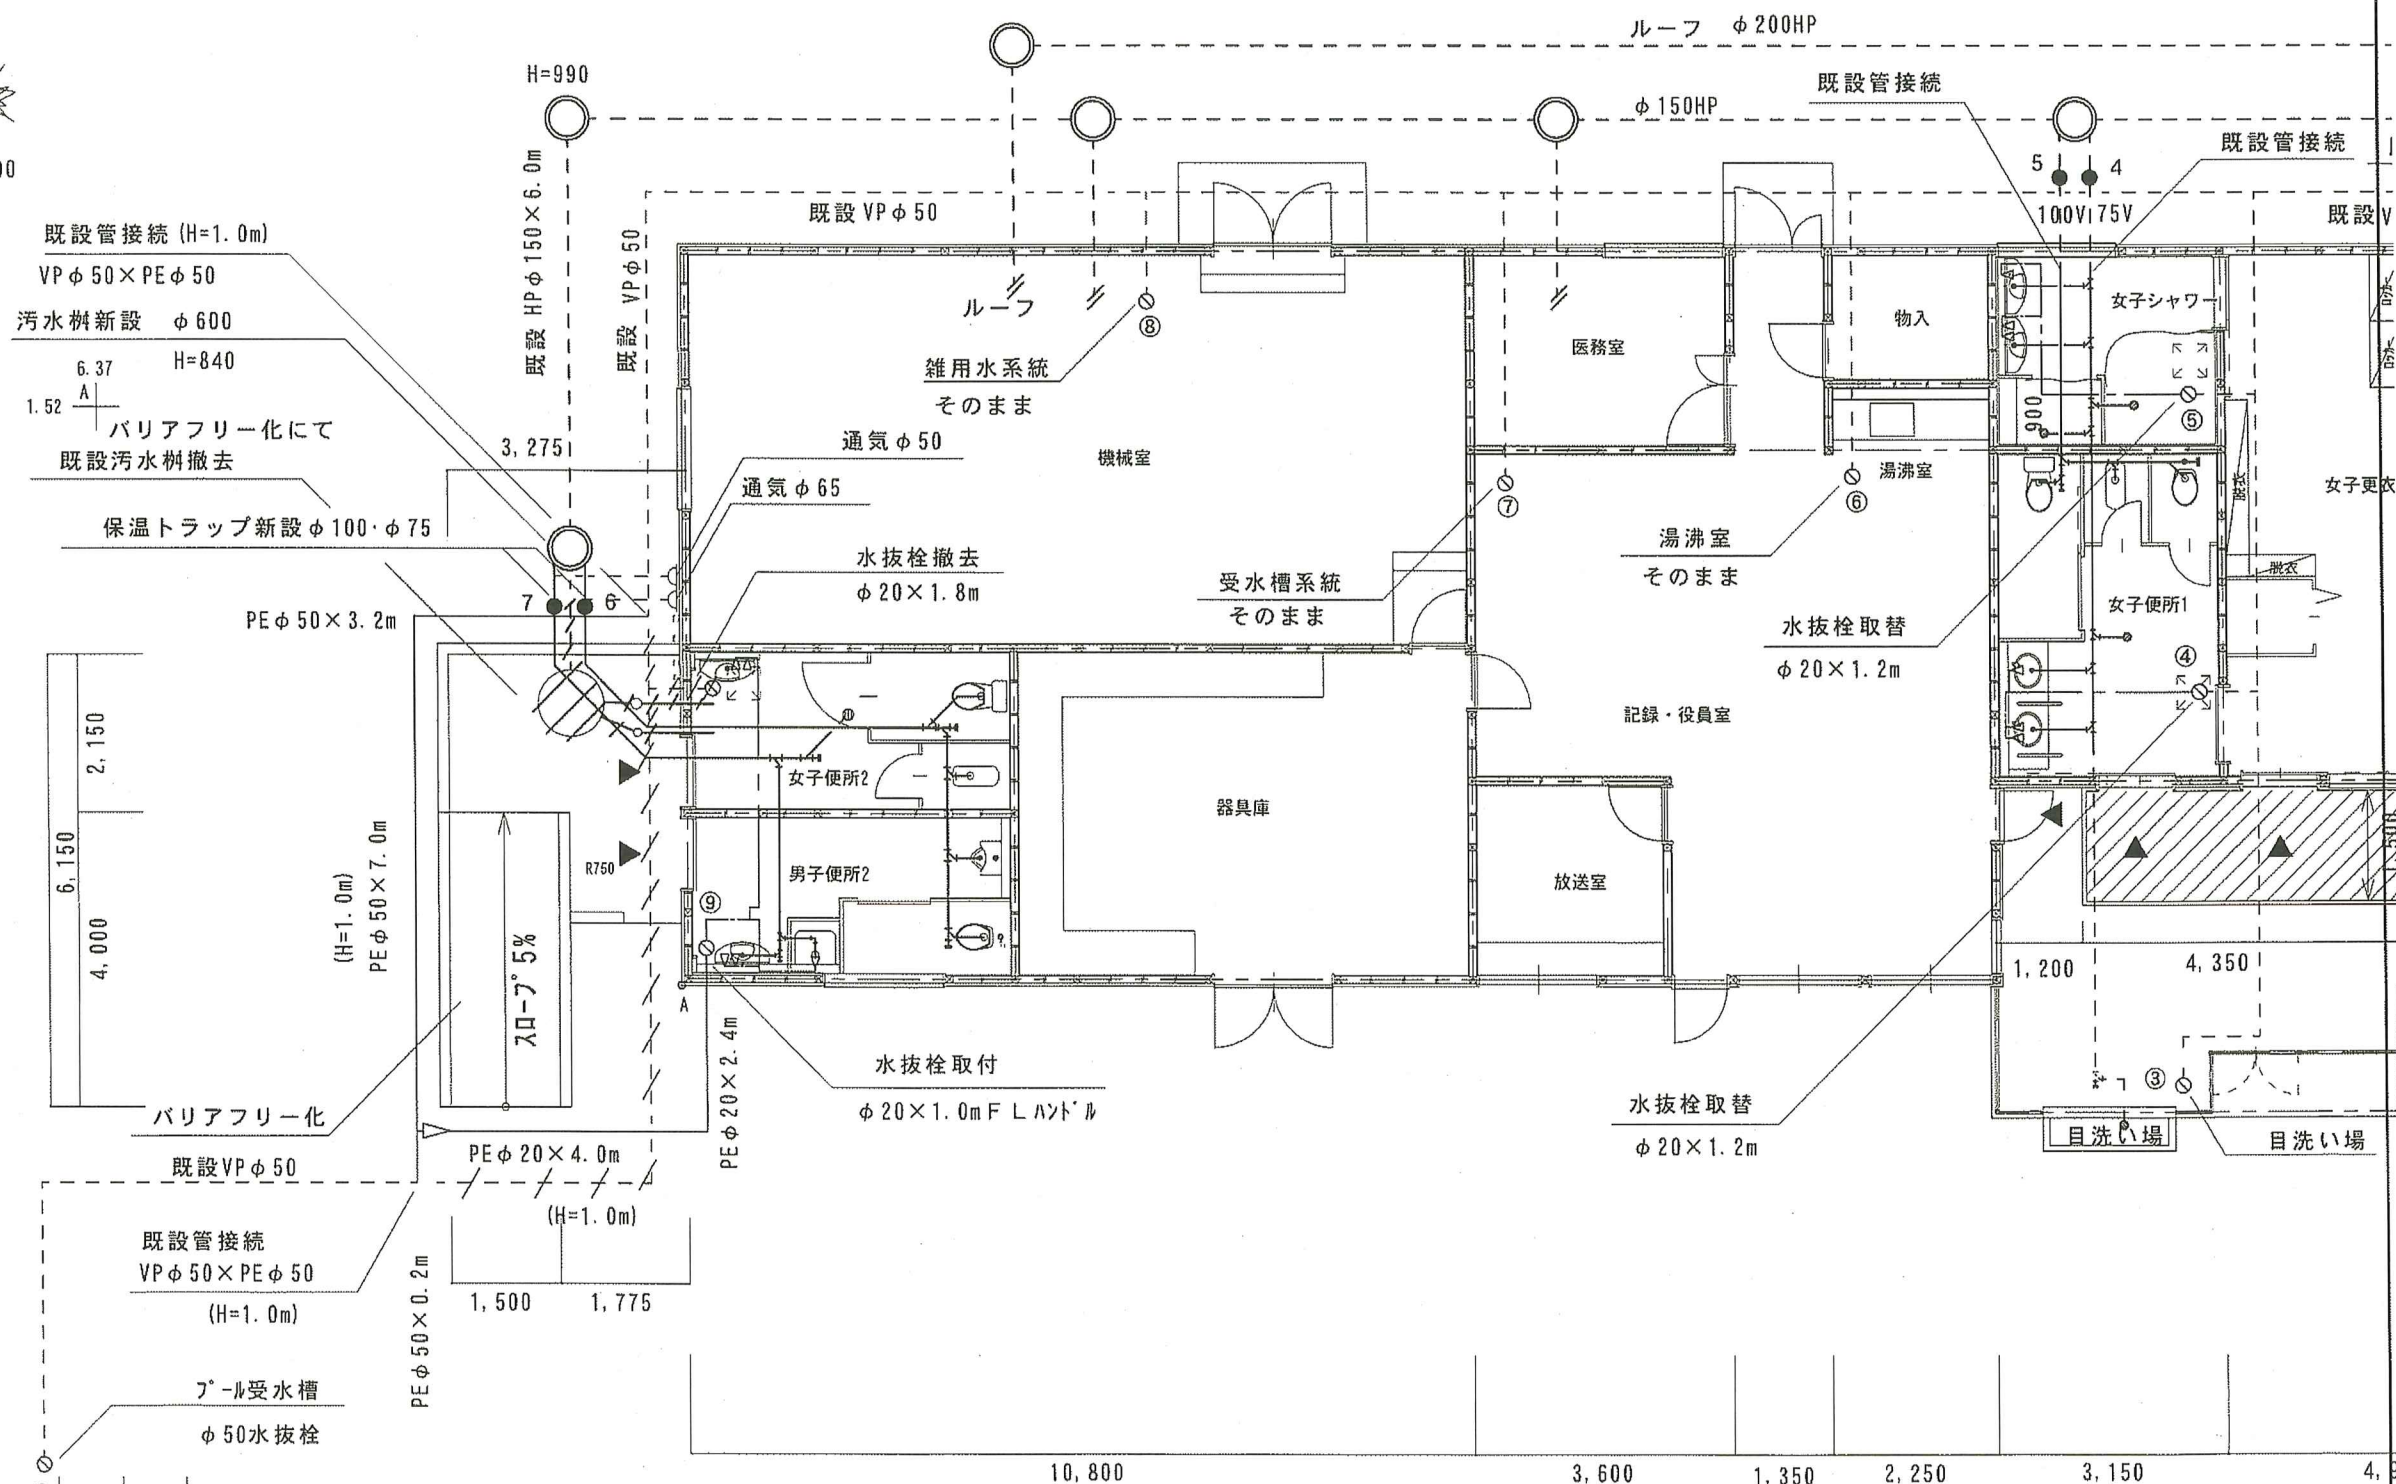 ルーフ φ200HP
H=990
既設管接続
φ150HP
既設管接続
00
5
4
100V
75V
既設VPφ50
既設V
既設 HPφ150×6.0m
既設 VPφ50
既設管接続(H=1.0m)
VPφ50×PEφ50
汚水桝新設 φ600
H=840
6.37
A
1.52
バリアフリー化にて
既設汚水桝撤去
保温トラップ新設φ100・φ75
3,275
ルーフ
⑧
雑用水系統
そのまま
通気φ50
通気φ65
機械室
医務室
物入
女子シャワー
ロッカー
ロッカー
900
⑤
湯沸室
⑥
⑦
脱衣
女子更衣
脱衣
湯沸室
そのまま
受水槽系統
そのまま
水抜栓撤去
φ20×1.8m
7
6
PEφ50×3.2m
女子便所1
水抜栓取替
φ20×1.2m
④
記録・役員室
2,150
6,150
4,000
女子便所2
器具庫
男子便所2
R750
放送室
⑨
(H=1.0m)
PEφ50×7.0m
スロープ5%
1,500
1,200
4,350
A
PEφ20×2.4m
水抜栓取付
φ20×1.0mFLハンドル
水抜栓取替
φ20×1.2m
③
目洗い場
目洗い場
バリアフリー化
PEφ20×4.0m
既設VPφ50
(H=1.0m)
既設管接続
VPφ50×PEφ50
(H=1.0m)
PEφ50×0.2m
1,500
1,775
プール受水槽
φ50水抜栓
10,800
3,600
1,350
2,250
3,150
4,